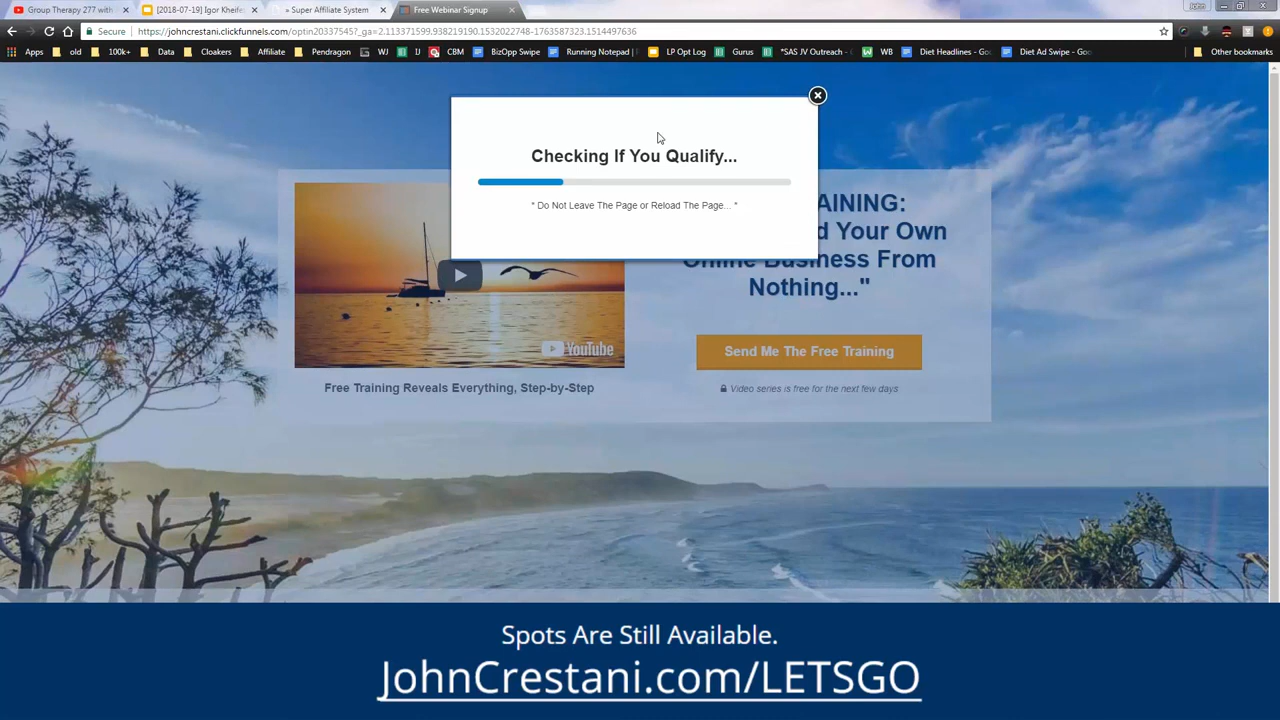 Group Therapy 277 with
[2018-07-19] Igor Kheife
» Super Affiliate System
Free Webinar Signup
John
Secure
https://johncrestani.clickfunnels.com/optin20337545?_ga=2.113371599.938219190.1532022748-1763587323.1514497636
Apps
old
100k+
Data
Cloakers
Affiliate
Pendragon
WJ
IJ
CBM
BizOpp Swipe
Running Notepad |
LP Opt Log
Gurus
*SAS JV Outreach -
WB
Diet Headlines - Go
Diet Ad Swipe - Go
Other bookmarks
Checking If You Qualify...
* Do Not Leave The Page or Reload The Page... *
AINING:
d Your Own
Online Business From
Nothing..."
YouTube
Send Me The Free Training
Free Training Reveals Everything, Step-by-Step
Video series is free for the next few days
Spots Are Still Available.
JohnCrestani.com/LETSGO